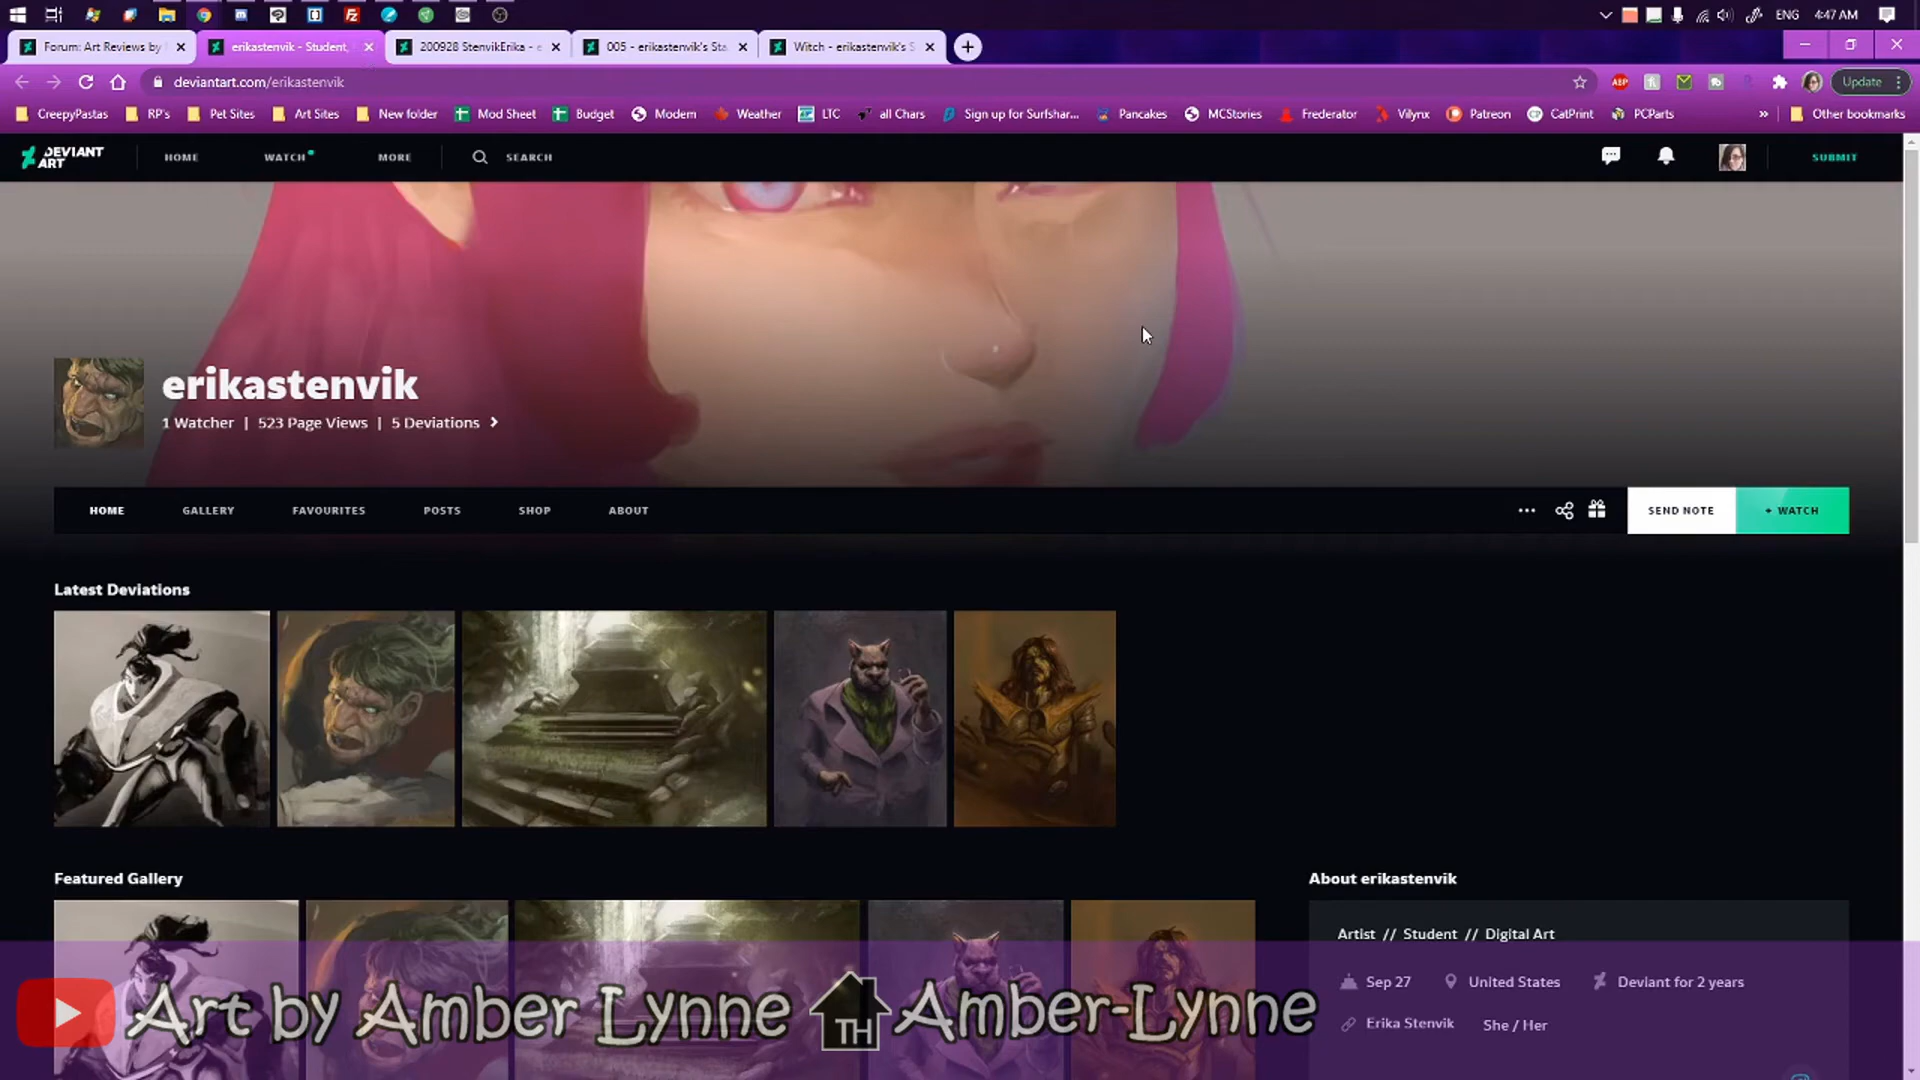 ENG 4:47 AM
Forum: Art Reviews by
erikastenvik - Student,
200928 StenvikErika - e
005 - erikastenvik's Sta
Witch - erikastenvik's S
deviantart.com/erikastenvik
ABP
Update
CreepyPastas
RP's
Pet Sites
Art Sites
New folder
Mod Sheet
Budget
Modem
Weather
LTC
all Chars
Sign up for Surfshar...
Pancakes
MCStories
Frederator
Vilynx
Patreon
CatPrint
PCParts
»
Other bookmarks
DEVIANT ART
HOME
WATCH
MORE
SEARCH
SUBMIT
erikastenvik
1 Watcher | 523 Page Views | 5 Deviations
HOME
GALLERY
FAVOURITES
POSTS
SHOP
ABOUT
SEND NOTE
+ WATCH
Latest Deviations
Featured Gallery
About erikastenvik
Artist // Student // Digital Art
Sep 27
United States
Deviant for 2 years
Erika Stenvik
She / Her
Art by Amber Lynne
TH
Amber-Lynne